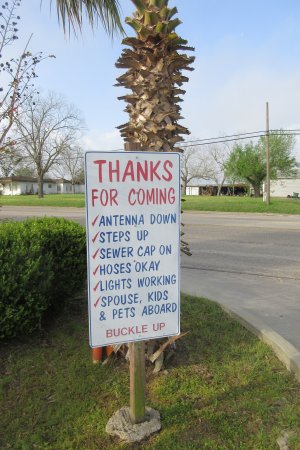 THANKS
FOR COMING
✓ANTENNA DOWN
✓STEPS UP
✓SEWER CAP ON
✓HOSES OKAY
✓LIGHTS WORKING
✓SPOUSE, KIDS
& PETS ABOARD
BUCKLE UP